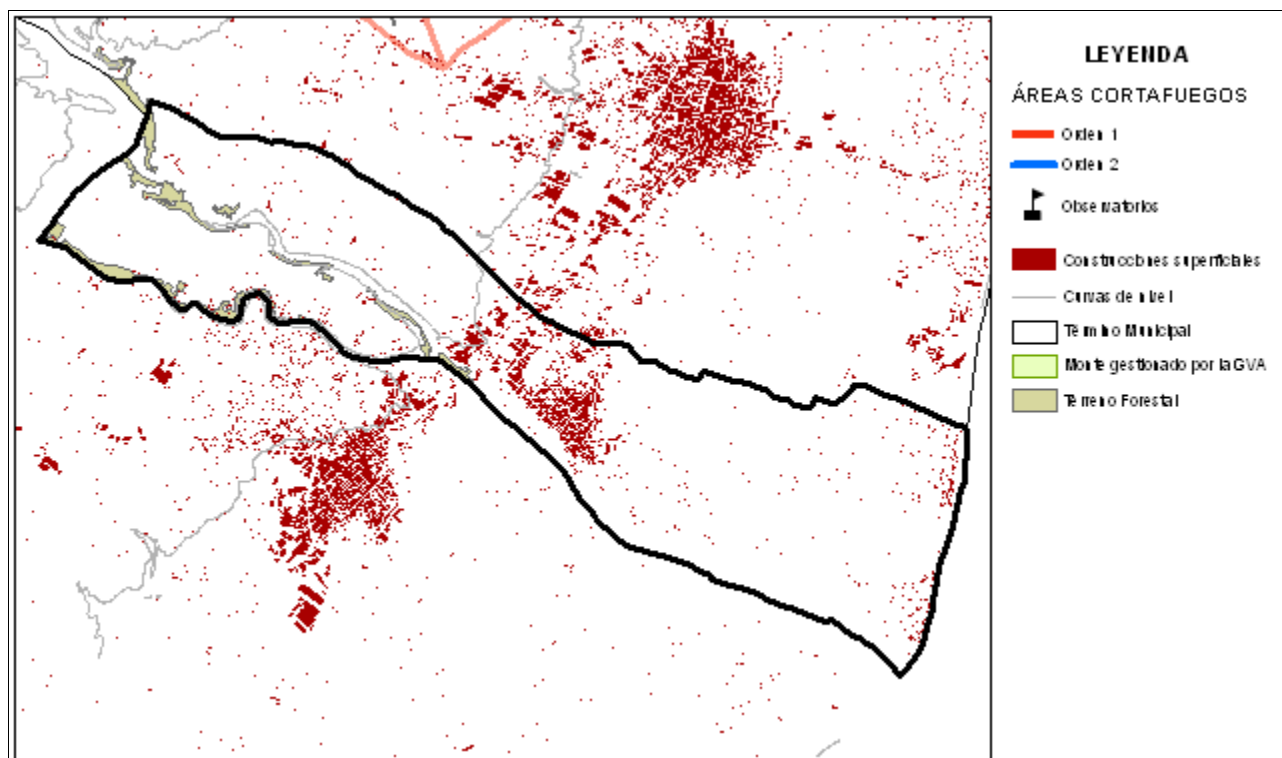 LEYENDA
ÁREAS CORTAFUEGOS
Orden 1
Orden 2
Observatorios
Construcciones superficiales
Curvas de nivel
Término Municipal
Monte gestionado por la GVA
Terreno Forestal